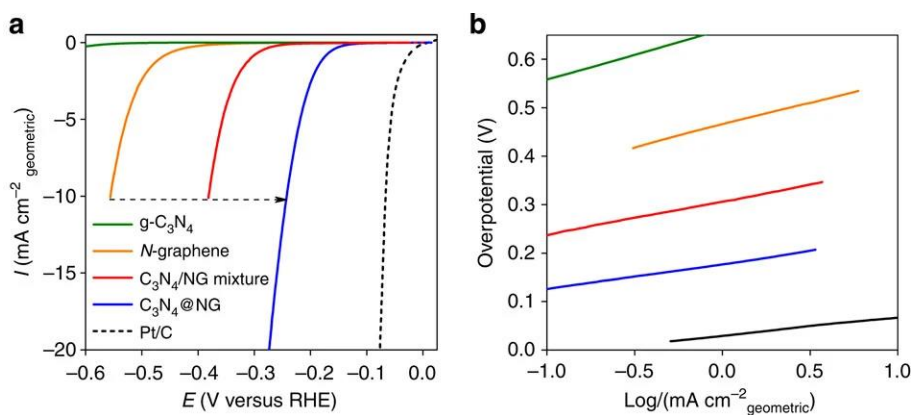 a
I (mA cm⁻² geometric)
0
−5
−10
−15
−20
g-C₃N₄
N-graphene
C₃N₄/NG mixture
C₃N₄@NG
Pt/C
−0.6 −0.5 −0.4 −0.3 −0.2 −0.1 0.0
E (V versus RHE)
b
Overpotential (V)
0.6
0.5
0.4
0.3
0.2
0.1
0.0
−1.0 −0.5 0.0 0.5 1.0
Log/(mA cm⁻² geometric)